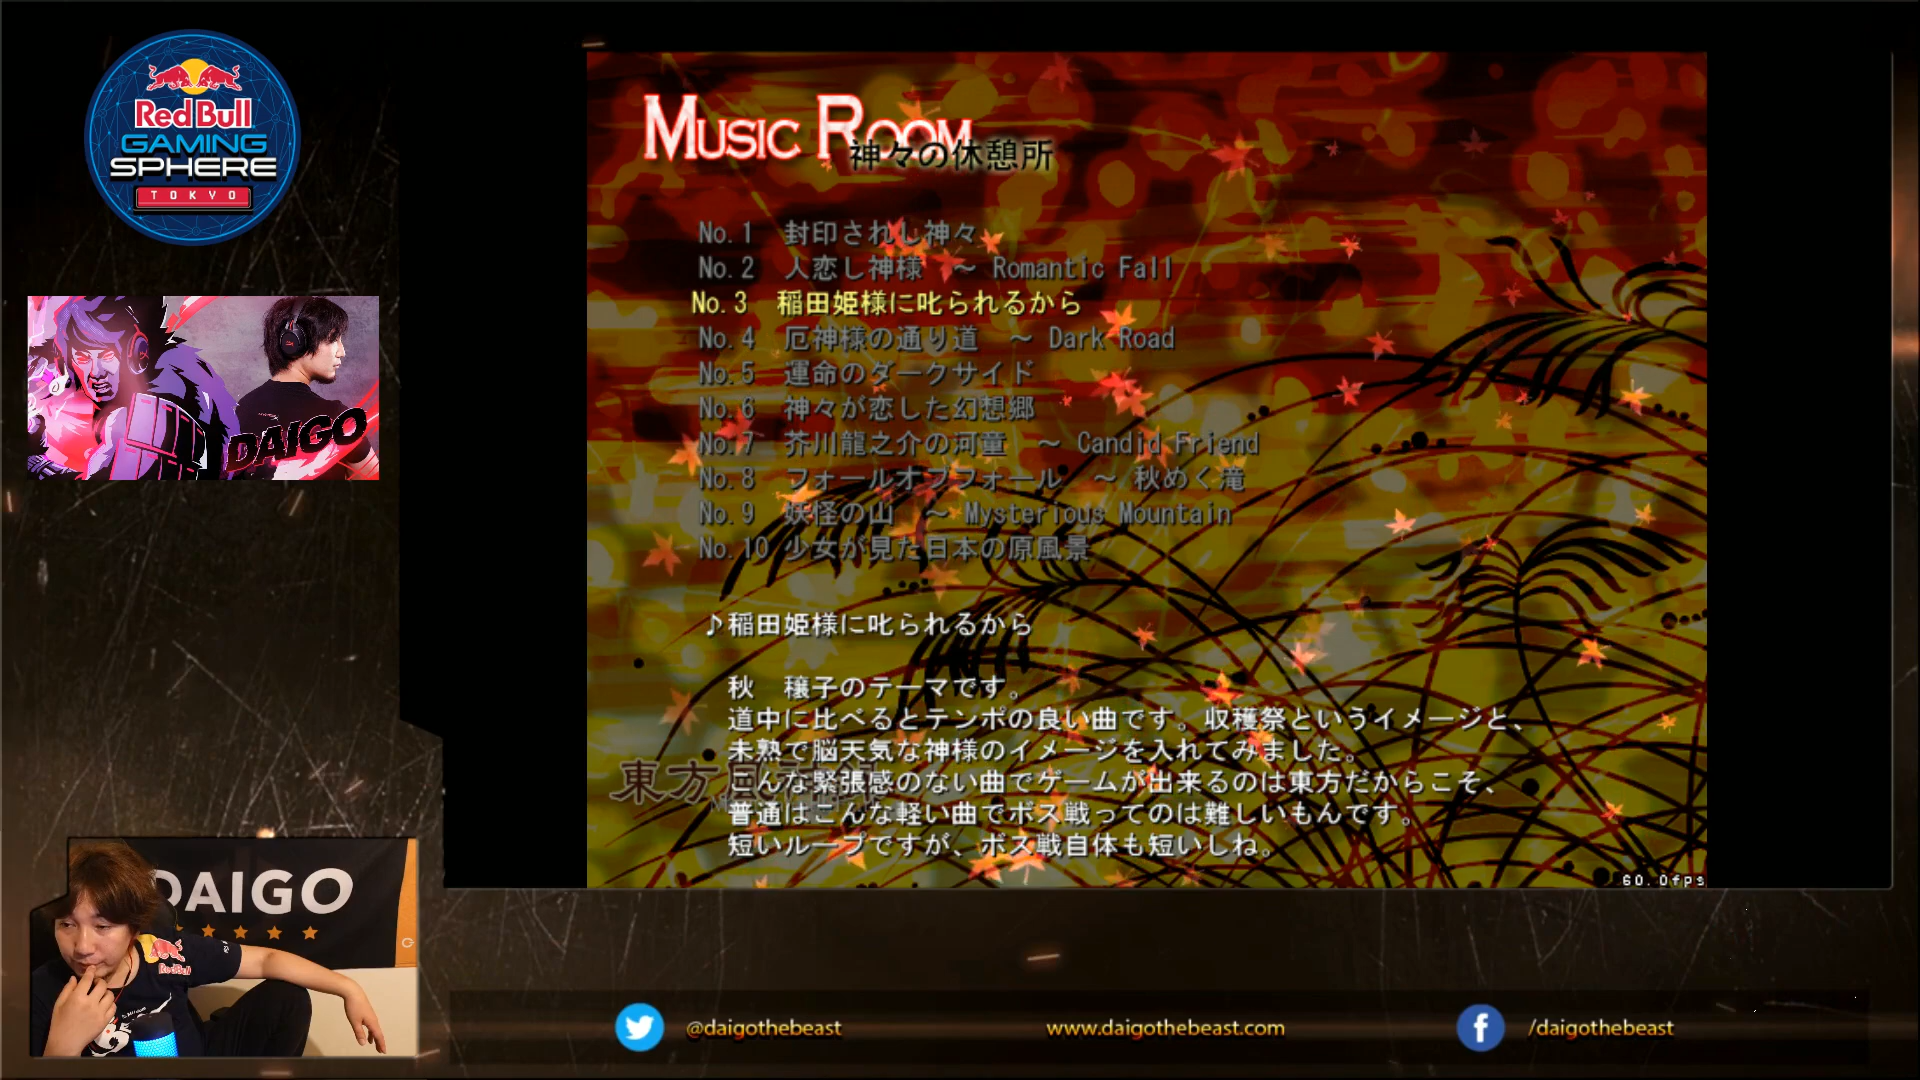 Red Bull
GAMING
SPHERE
TOKYO
MUSIC ROOM
神々の休憩所
No.1 封印されし神々
No.2 人恋し神様 ～ Romantic Fall
No.3 稲田姫様に叱られるから
No.4 厄神様の通り道 ～ Dark Road
No.5 運命のダークサイド
No.6 神々が恋した幻想郷
No.7 芥川龍之介の河童 ～ Candid Friend
No.8 フォールオブフォール ～ 秋めく滝
No.9 妖怪の山 ～ Mysterious Mountain
No.10 少女が見た日本の原風景
♪稲田姫様に叱られるから
秋 穣子のテーマです。
道中に比べるとテンポの良い曲です。収穫祭というイメージと、
未熟で脳天気な神様のイメージを入れてみました。
こんな緊張感のない曲でゲームが出来るのは東方だからこそ、
普通はこんな軽い曲でボス戦ってのは難しいもんです。
短いループですが、ボス戦自体も短いしね。
東方
60.0fps
DAIGO
DAIGO
Red Bull
@daigothebeast
www.daigothebeast.com
/daigothebeast